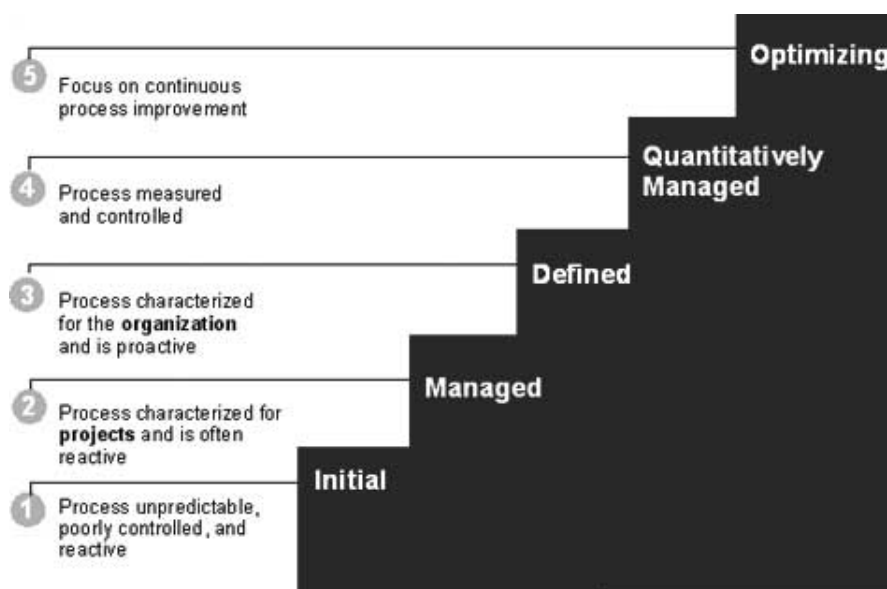 Optimizing
5
Focus on continuous
process improvement
Quantitatively
Managed
4
Process measured
and controlled
Defined
3
Process characterized
for the organization
and is proactive
Managed
2
Process characterized for
projects and is often
reactive
Initial
1
Process unpredictable,
poorly controlled, and
reactive